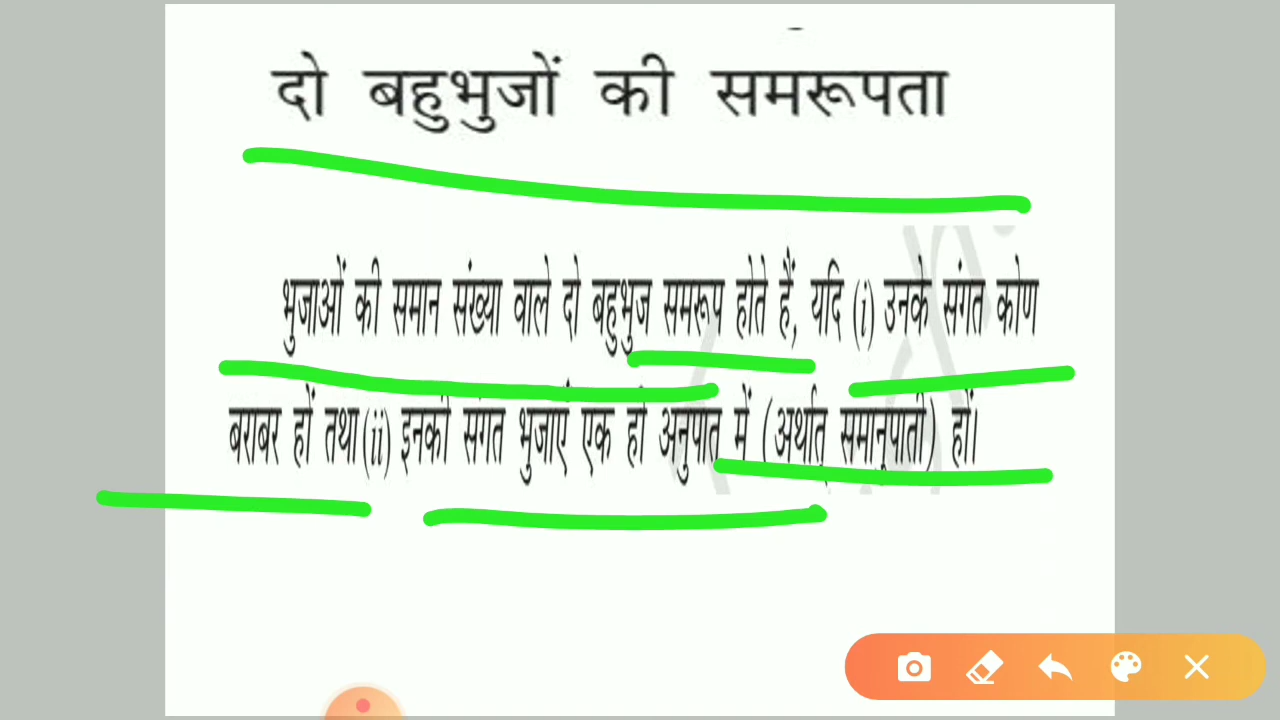 दो बहुभुजों की समरूपता
भुजाओं की समान संख्या वाले दो बहुभुज समरूप होते हैं, यदि (i) उनके संगत कोण
बराबर हों तथा (ii) इनकी संगत भुजाएं एक ही अनुपात में (अर्थात् समानुपाती) हों।